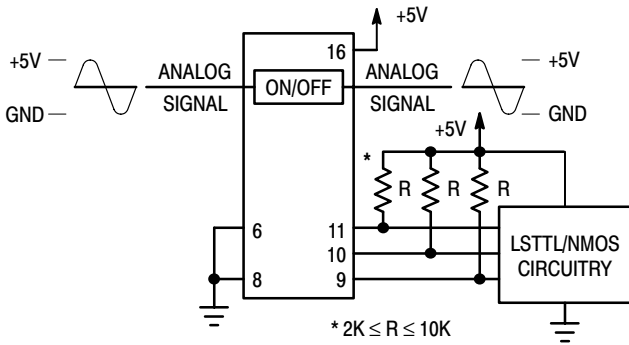 +5V
16
+5V
ANALOG
SIGNAL
ON/OFF
ANALOG
SIGNAL
+5V
GND
GND
+5V
*
R
R
R
6
11
LSTTL/NMOS
CIRCUITRY
10
8
9
* 2K ≤ R ≤ 10K